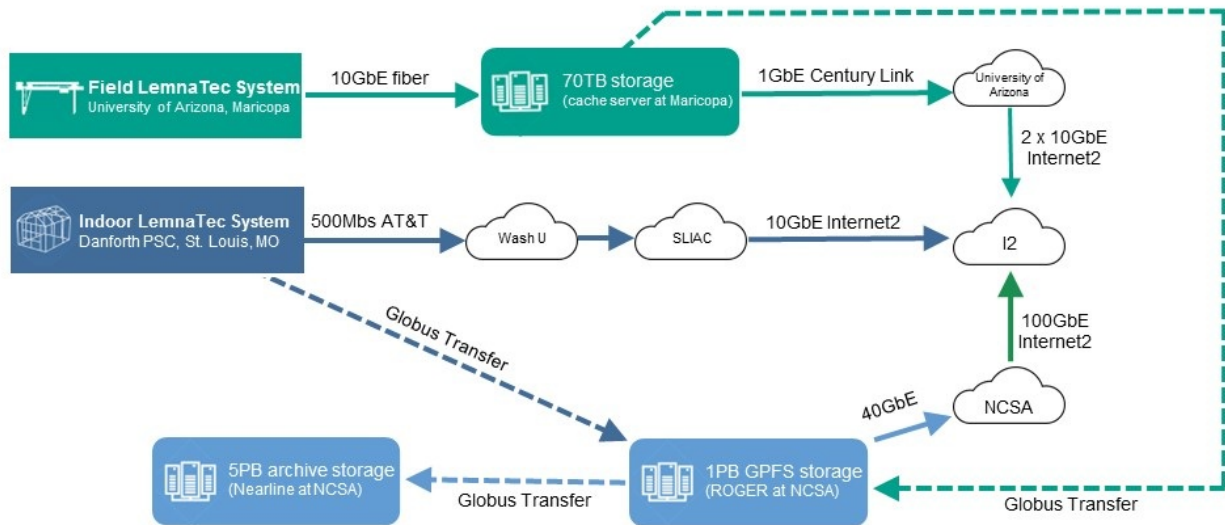 Field LemnaTec System
University of Arizona, Maricopa
10GbE fiber
70TB storage
(cache server at Maricopa)
1GbE Century Link
University of
Arizona
2 x 10GbE
Internet2
Indoor LemnaTec System
Danforth PSC, St. Louis, MO
500Mbs AT&T
Wash U
SLIAC
10GbE Internet2
I2
Globus Transfer
100GbE
Internet2
40GbE
NCSA
5PB archive storage
(Nearline at NCSA)
Globus Transfer
1PB GPFS storage
(ROGER at NCSA)
Globus Transfer